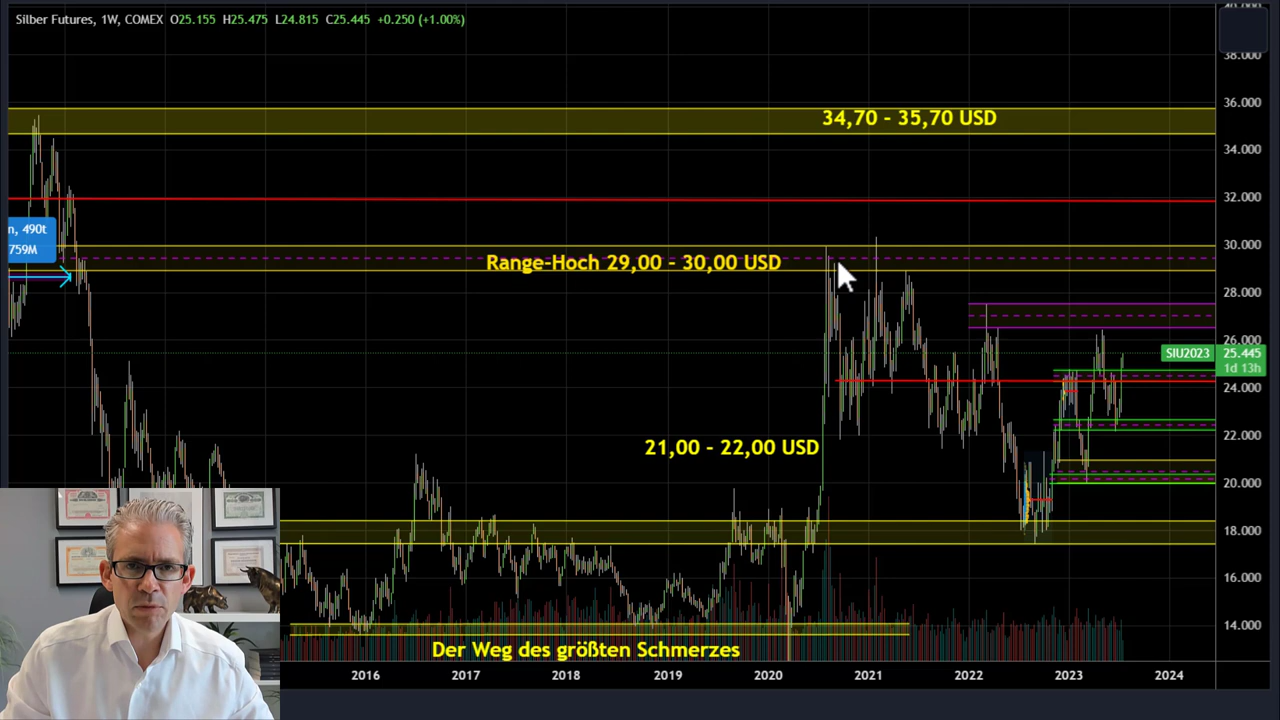 Silber Futures, 1W, COMEX O25.155 H25.475 L24.815 C25.445 +0.250 (+1.00%)
38.000
36.000
34,70 - 35,70 USD
34.000
32.000
n, 490t
759M
30.000
Range-Hoch 29,00 - 30,00 USD
28.000
26.000
SIU2023 25.445
1d 13h
24.000
21,00 - 22,00 USD
22.000
20.000
18.000
16.000
14.000
Der Weg des größten Schmerzes
2016 2017 2018 2019 2020 2021 2022 2023 2024